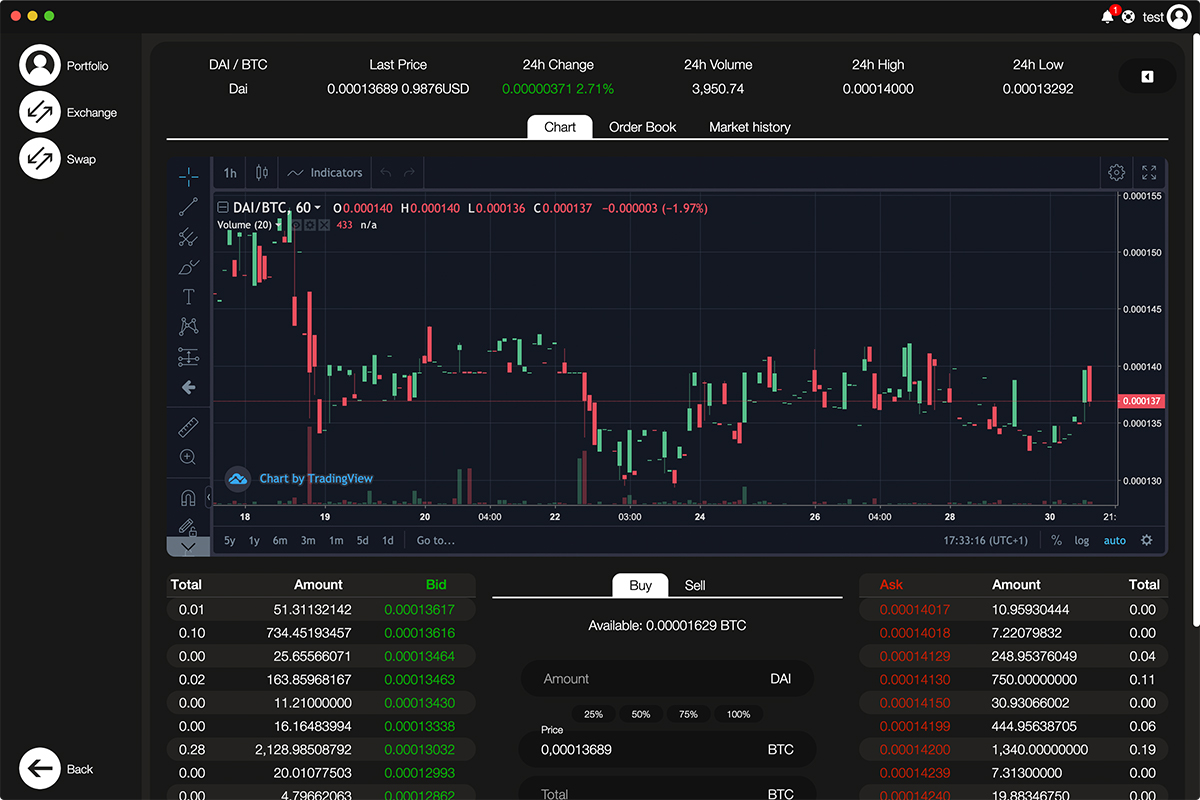 1 test
Portfolio
Exchange
Swap
Back
DAI / BTC Last Price 24h Change 24h Volume 24h High 24h Low
Dai 0.00013689 0.9876USD 0.00000371 2.71% 3,950.74 0.00014000 0.00013292
Chart Order Book Market history
1h Indicators
DAI/BTC, 60 O0.000140 H0.000140 L0.000136 C0.000137 −0.000003 (−1.97%)
Volume (20) 433 n/a
0.000155
0.000150
0.000145
0.000140
0.000137
0.000135
0.000130
Chart by TradingView
18 19 20 04:00 22 03:00 24 26 04:00 28 30 21:
5y 1y 6m 3m 1m 5d 1d Go to... 17:33:16 (UTC+1) % log auto
Total Amount Bid
0.01 51.31132142 0.00013617
0.10 734.45193457 0.00013616
0.00 25.65566071 0.00013464
0.02 163.85968167 0.00013463
0.00 11.21000000 0.00013430
0.00 16.16483994 0.00013338
0.28 2,128.98508792 0.00013032
0.00 20.01077503 0.00012993
0.00 4.79662063 0.00012862
Buy Sell
Available: 0.00001629 BTC
Amount DAI
25% 50% 75% 100%
Price
0,00013689 BTC
Total BTC
Ask Amount Total
0.00014017 10.95930444 0.00
0.00014018 7.22079832 0.00
0.00014129 248.95376049 0.04
0.00014130 750.00000000 0.11
0.00014150 30.93066002 0.00
0.00014199 444.95638705 0.06
0.00014200 1,340.00000000 0.19
0.00014239 7.31300000 0.00
0.00014240 19.88346750 0.00